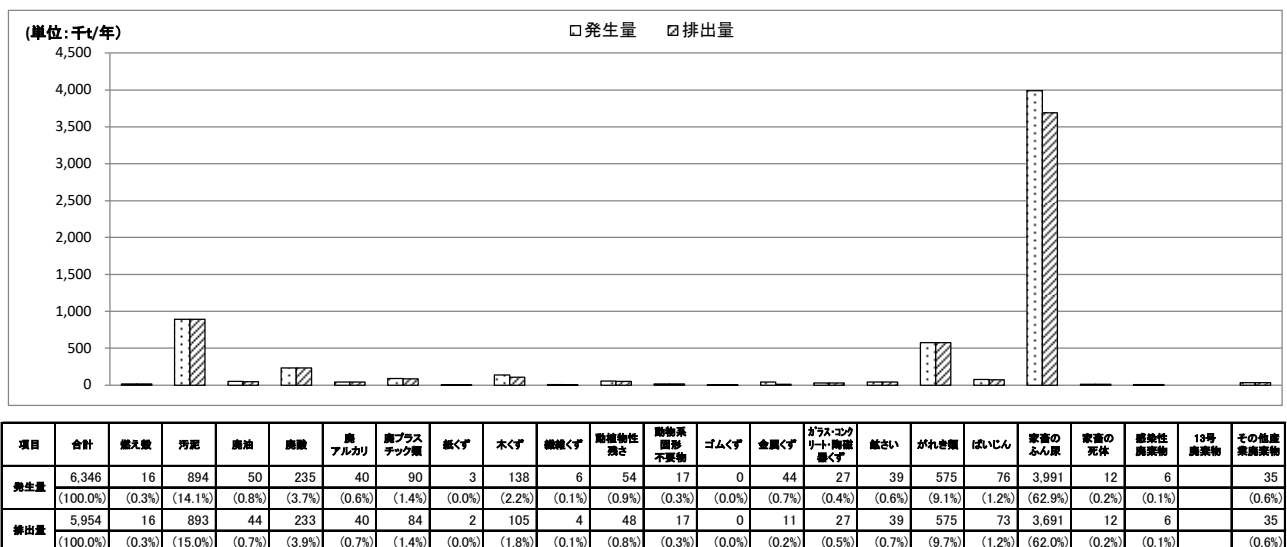 (単位：千t/年)
発生量 排出量
4,500
4,000
3,500
3,000
2,500
2,000
1,500
1,000
500
0
項目 合計 燃え殻 汚泥 廃油 廃酸 廃アルカリ 廃プラスチック類 紙くず 木くず 繊維くず 動植物性残さ 動物系固形不要物 ゴムくず 金属くず ガラス・コンクリート・陶磁器くず 鉱さい がれき類 ばいじん 家畜のふん尿 家畜の死体 感染性廃棄物 13号廃棄物 その他産業廃棄物
発生量 6,346 16 894 50 235 40 90 3 138 6 54 17 0 44 27 39 575 76 3,991 12 6 35
(100.0%) (0.3%) (14.1%) (0.8%) (3.7%) (0.6%) (1.4%) (0.0%) (2.2%) (0.1%) (0.9%) (0.3%) (0.0%) (0.7%) (0.4%) (0.6%) (9.1%) (1.2%) (62.9%) (0.2%) (0.1%) (0.6%)
排出量 5,954 16 893 44 233 40 84 2 105 4 48 17 0 11 27 39 575 73 3,691 12 6 35
(100.0%) (0.3%) (15.0%) (0.7%) (3.9%) (0.7%) (1.4%) (0.0%) (1.8%) (0.1%) (0.8%) (0.3%) (0.0%) (0.2%) (0.5%) (0.7%) (9.7%) (1.2%) (62.0%) (0.2%) (0.1%) (0.6%)